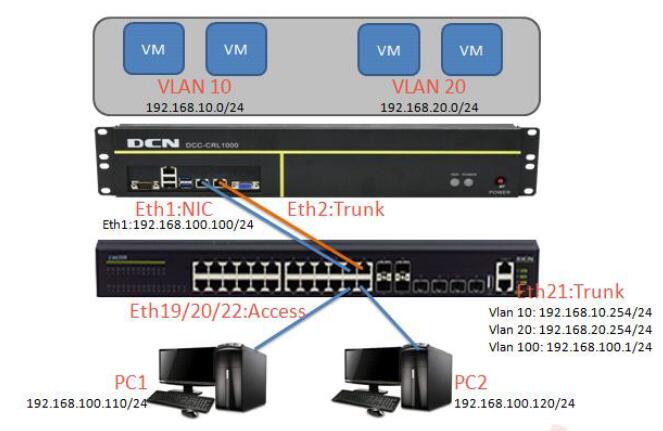 VM VM VM VM
VLAN 10 VLAN 20
192.168.10.0/24 192.168.20.0/24
DCN DCC-CRL1000
POWER
Eth1:NIC Eth2:Trunk
Eth1:192.168.100.100/24
DCN
Eth19/20/22:Access Eth21:Trunk
Vlan 10: 192.168.10.254/24
Vlan 20: 192.168.20.254/24
Vlan 100: 192.168.100.1/24
PC1 PC2
192.168.100.110/24 192.168.100.120/24